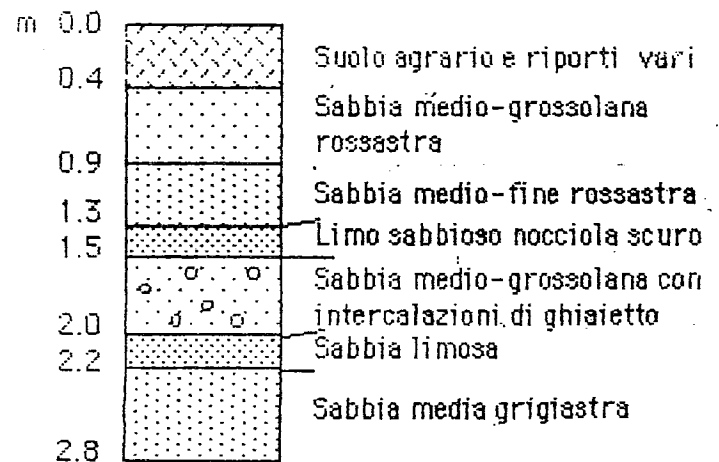 m 0.0
Suolo agrario e riporti vari
0.4
Sabbia medio-grossolana
rossastra
0.9
Sabbia medio-fine rossastra
1.3
Limo sabbioso nocciola scuro
1.5
Sabbia medio-grossolana con
intercalazioni di ghiaietto
2.0
Sabbia limosa
2.2
Sabbia media grigiastra
2.8